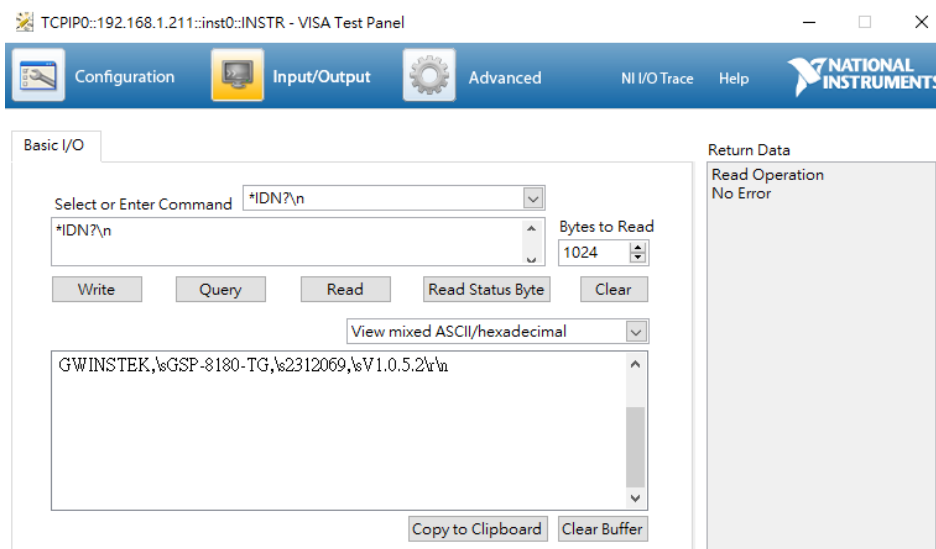 TCPIP0::192.168.1.211::inst0::INSTR - VISA Test Panel
Configuration Input/Output Advanced NI I/O Trace Help NATIONAL INSTRUMENTS
Basic I/O
Return Data
Read Operation
No Error
Select or Enter Command *IDN?\n
*IDN?\n
Bytes to Read
1024
Write Query Read Read Status Byte Clear
View mixed ASCII/hexadecimal
GWINSTEK,\sGSP-8180-TG,\s2312069,\sV1.0.5.2\r\n
Copy to Clipboard Clear Buffer